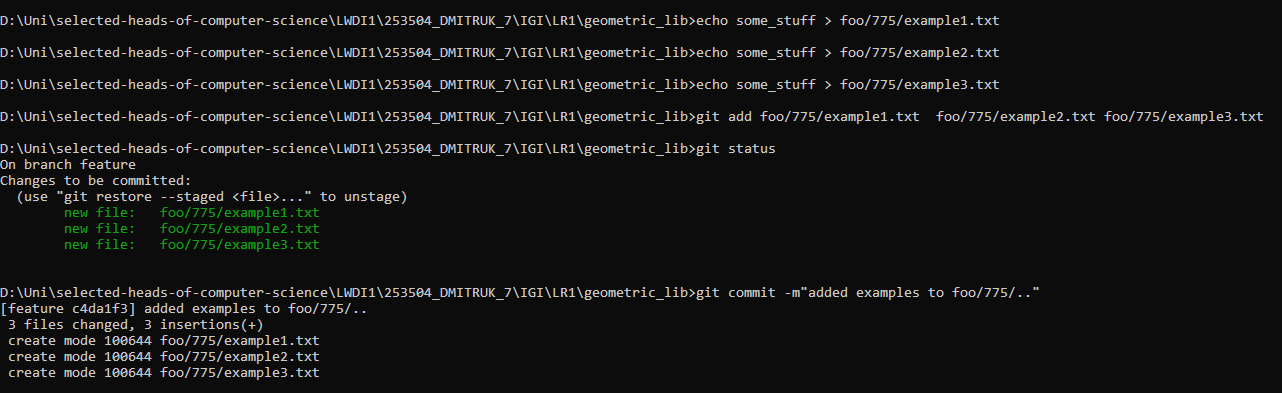 D:\Uni\selected-heads-of-computer-science\LWDI1\253504_DMITRUK_7\IGI\LR1\geometric_lib>echo some_stuff > foo/775/example1.txt
D:\Uni\selected-heads-of-computer-science\LWDI1\253504_DMITRUK_7\IGI\LR1\geometric_lib>echo some_stuff > foo/775/example2.txt
D:\Uni\selected-heads-of-computer-science\LWDI1\253504_DMITRUK_7\IGI\LR1\geometric_lib>echo some_stuff > foo/775/example3.txt
D:\Uni\selected-heads-of-computer-science\LWDI1\253504_DMITRUK_7\IGI\LR1\geometric_lib>git add foo/775/example1.txt  foo/775/example2.txt foo/775/example3.txt
D:\Uni\selected-heads-of-computer-science\LWDI1\253504_DMITRUK_7\IGI\LR1\geometric_lib>git status
On branch feature
Changes to be committed:
  (use "git restore --staged <file>..." to unstage)
        new file:   foo/775/example1.txt
        new file:   foo/775/example2.txt
        new file:   foo/775/example3.txt
D:\Uni\selected-heads-of-computer-science\LWDI1\253504_DMITRUK_7\IGI\LR1\geometric_lib>git commit -m"added examples to foo/775/.."
[feature c4da1f3] added examples to foo/775/..
 3 files changed, 3 insertions(+)
 create mode 100644 foo/775/example1.txt
 create mode 100644 foo/775/example2.txt
 create mode 100644 foo/775/example3.txt